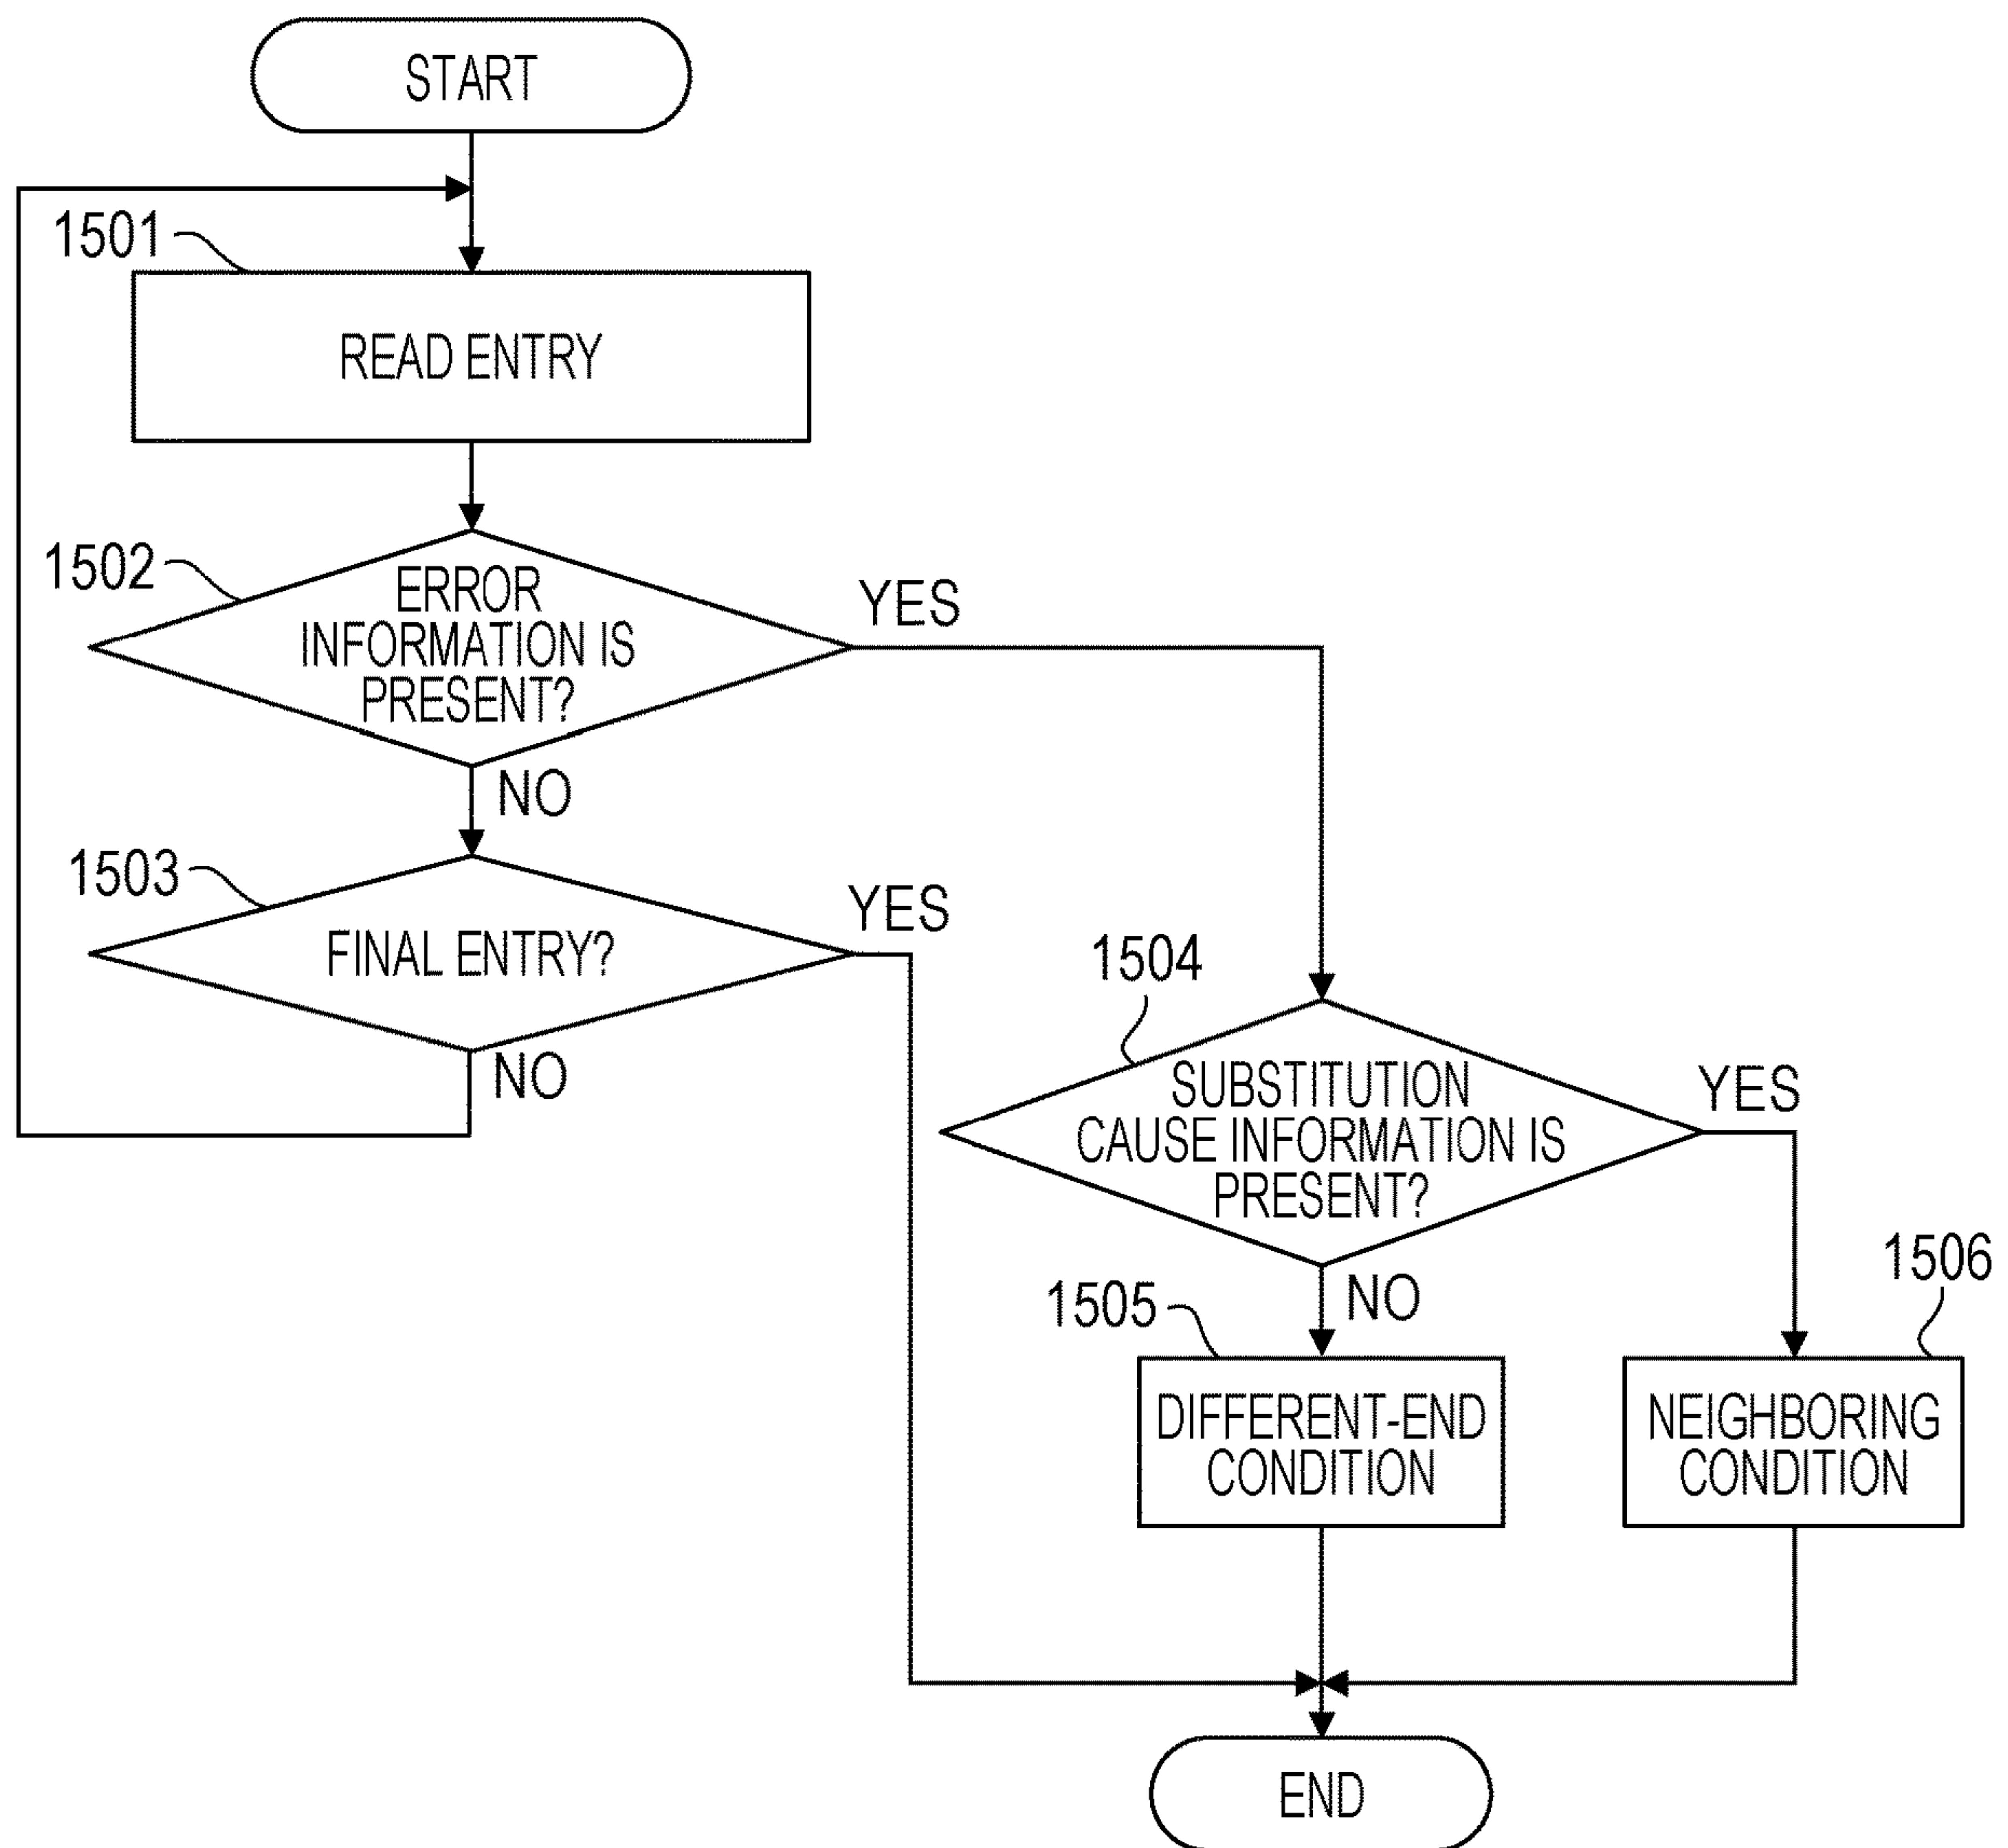 START
1501
READ ENTRY
1502
ERROR
INFORMATION IS
PRESENT?
YES
NO
1503
FINAL ENTRY?
YES
NO
1504
SUBSTITUTION
CAUSE INFORMATION IS
PRESENT?
YES
NO
1505
DIFFERENT-END
CONDITION
1506
NEIGHBORING
CONDITION
END